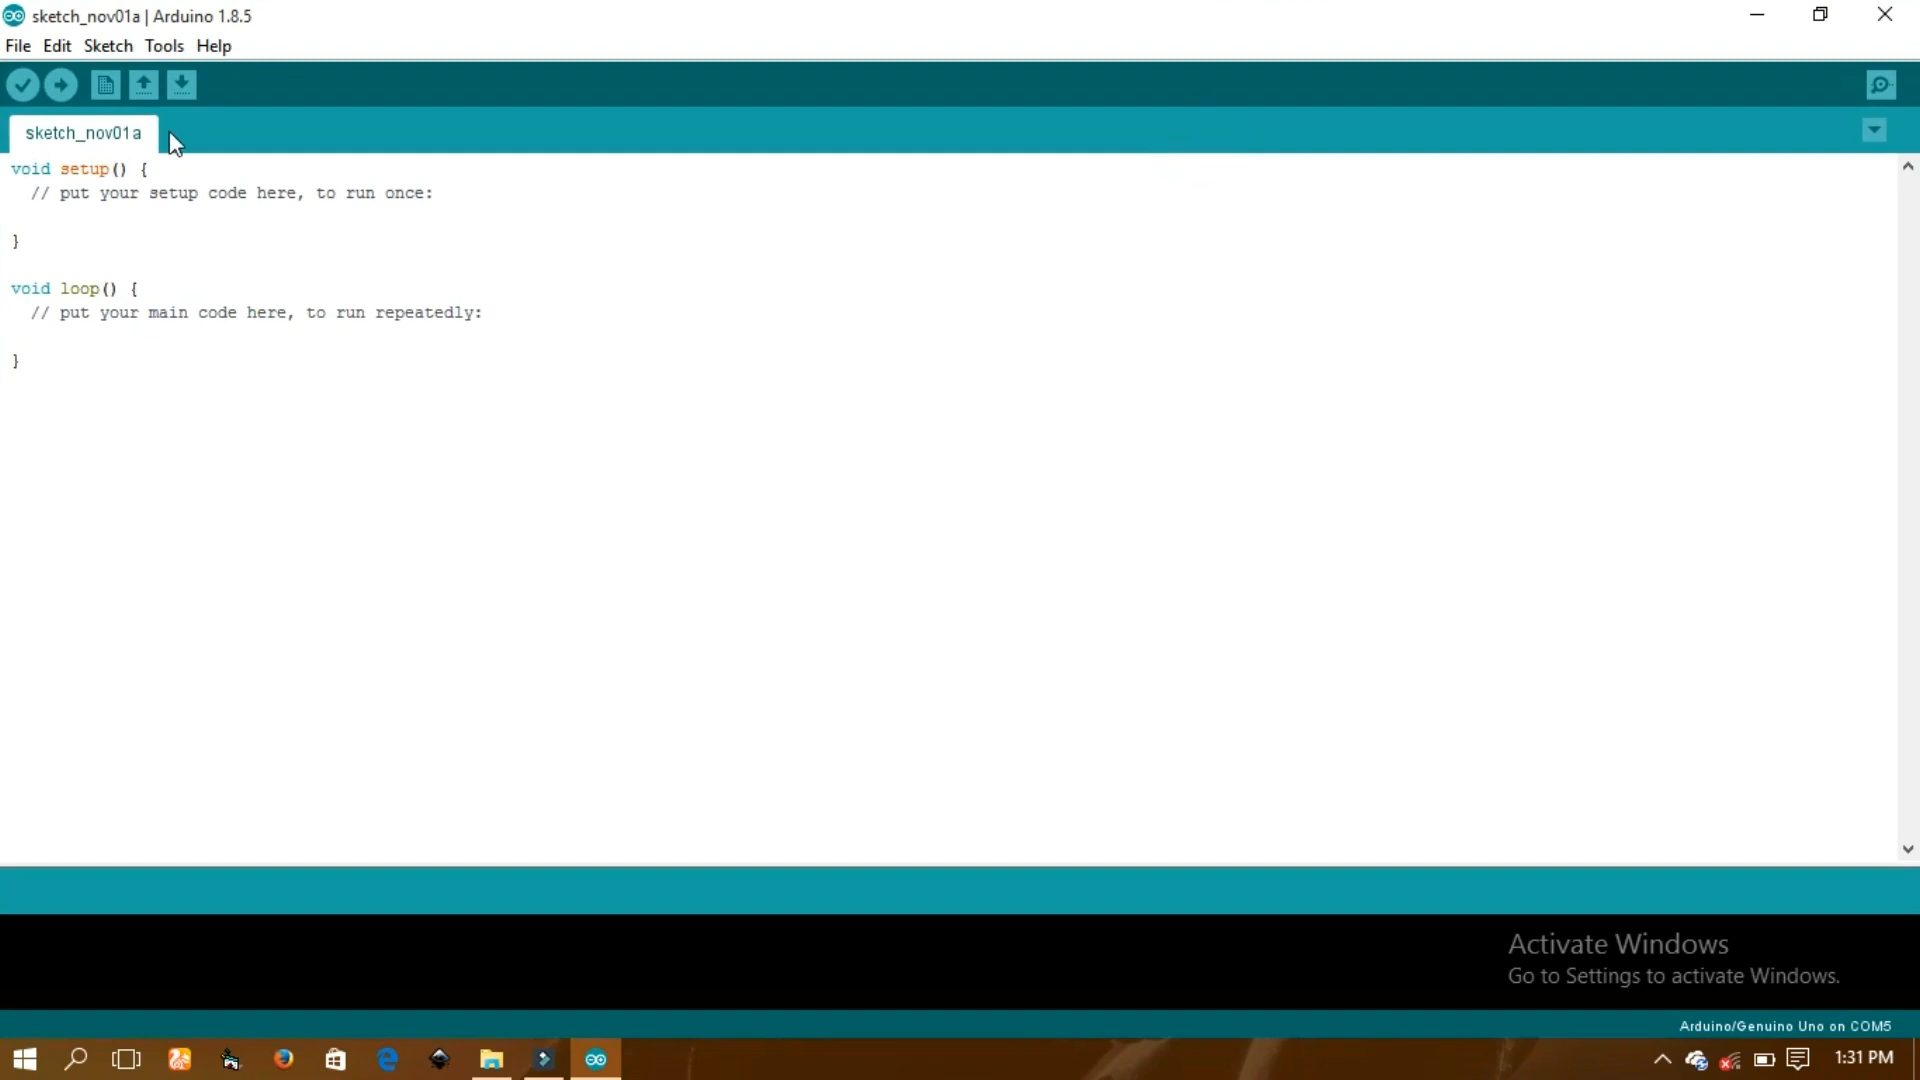 sketch_nov01a | Arduino 1.8.5
File Edit Sketch Tools Help
sketch_nov01a
void setup() {
// put your setup code here, to run once:
}
void loop() {
// put your main code here, to run repeatedly:
}
Activate Windows
Go to Settings to activate Windows.
Arduino/Genuino Uno on COM5
1:31 PM